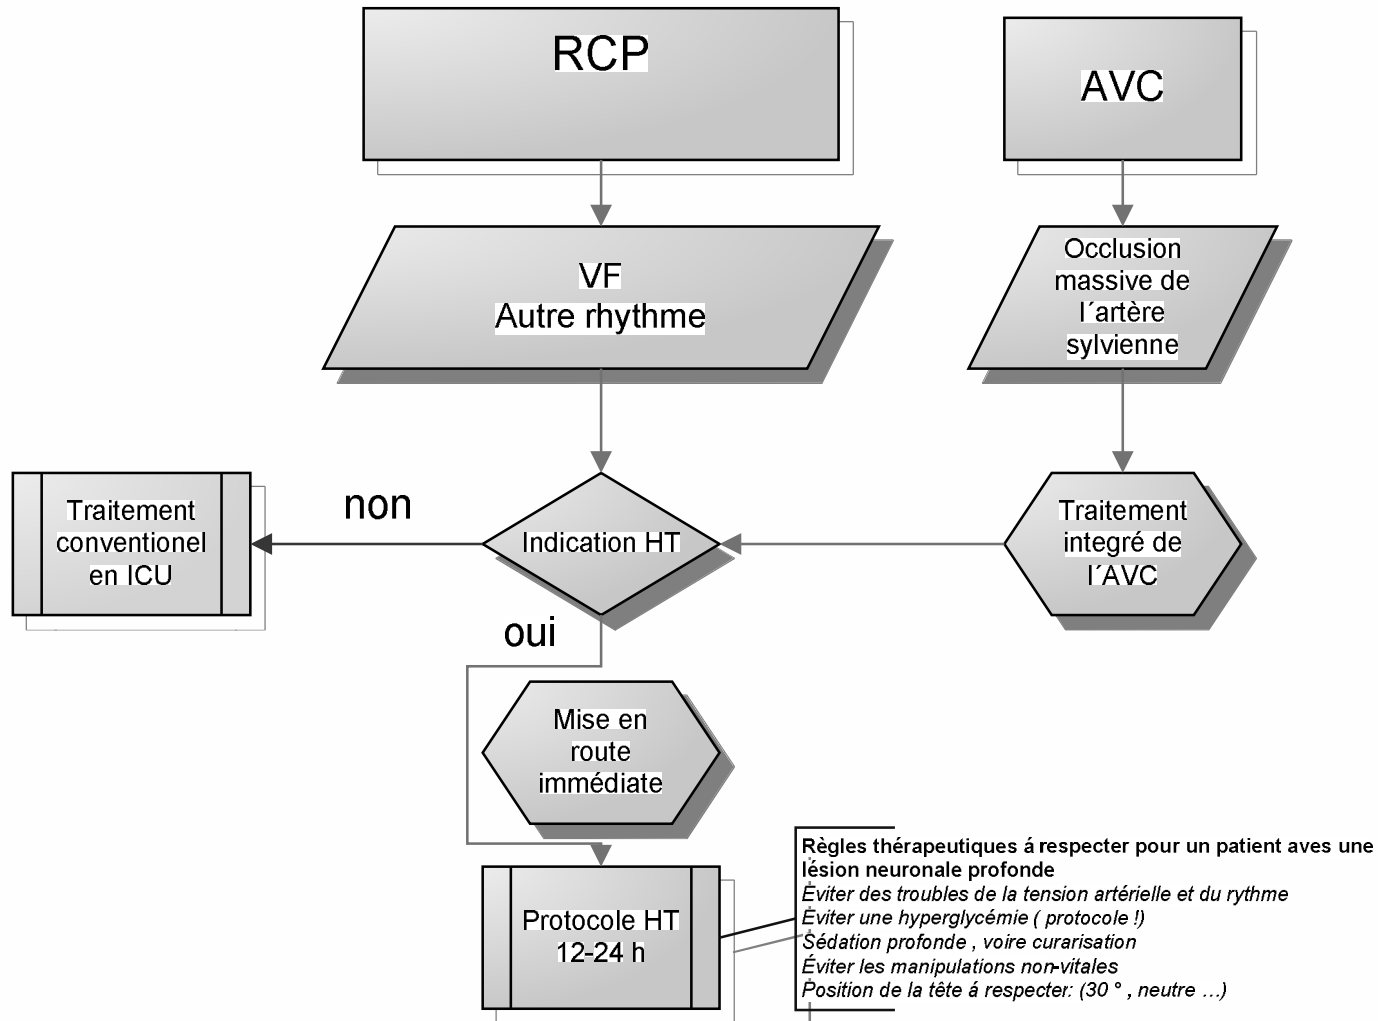 RCP
AVC
VF
Autre rhythme
Occlusion
massive de
l´artère
sylvienne
Traitement
conventionel
en ICU
non
Indication HT
Traitement
integré de
l´AVC
oui
Mise en
route
immédiate
Protocole HT
12-24 h
Règles thérapeutiques á respecter pour un patient aves une
lésion neuronale profonde
Éviter des troubles de la tension artérielle et du rythme
Éviter une hyperglycémie ( protocole !)
Sédation profonde , voire curarisation
Éviter les manipulations non-vitales
Position de la tête á respecter: (30 ° , neutre ...)